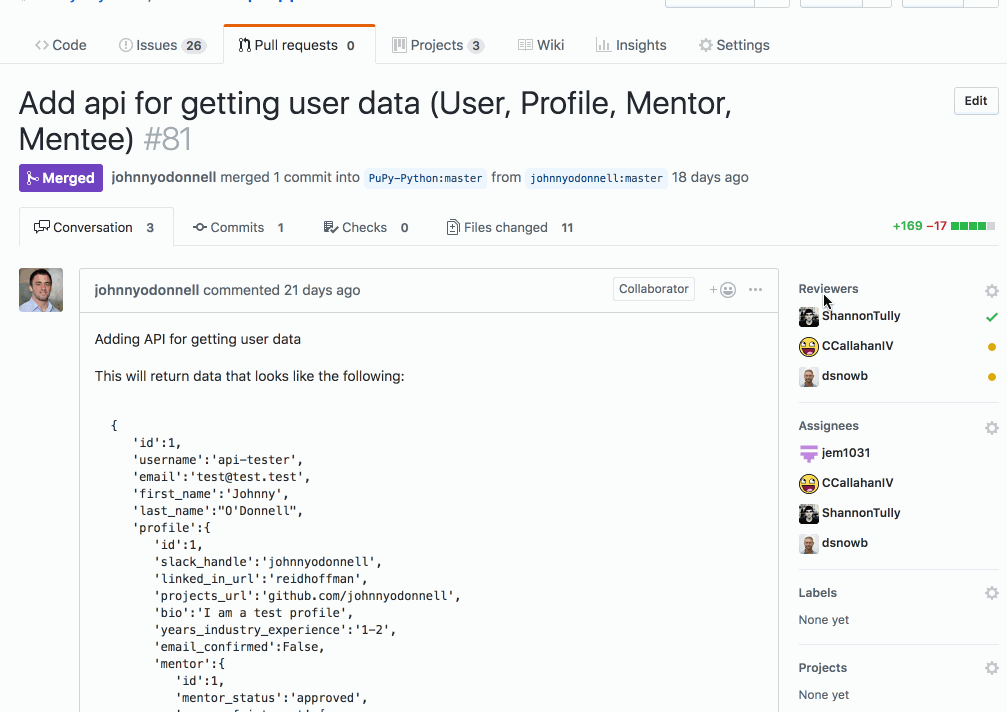 Code
Issues 26
Pull requests 0
Projects 3
Wiki
Insights
Settings
Add api for getting user data (User, Profile, Mentor,
Mentee) #81
Edit
Merged johnnyodonnell merged 1 commit into PuPy-Python:master from johnnyodonnell:master 18 days ago
Conversation 3
Commits 1
Checks 0
Files changed 11
+169 −17
johnnyodonnell commented 21 days ago
Collaborator
+
...
Adding API for getting user data
This will return data that looks like the following:
{
'id':1,
'username':'api-tester',
'email':'test@test.test',
'first_name':'Johnny',
'last_name':"O'Donnell",
'profile':{
'id':1,
'slack_handle':'johnnyodonnell',
'linked_in_url':'reidhoffman',
'projects_url':'github.com/johnnyodonnell',
'bio':'I am a test profile',
'years_industry_experience':'1-2',
'email_confirmed':False,
'mentor':{
'id':1,
'mentor_status':'approved',
Reviewers
ShannonTully
CCallahanIV
dsnowb
Assignees
jem1031
CCallahanIV
ShannonTully
dsnowb
Labels
None yet
Projects
None yet